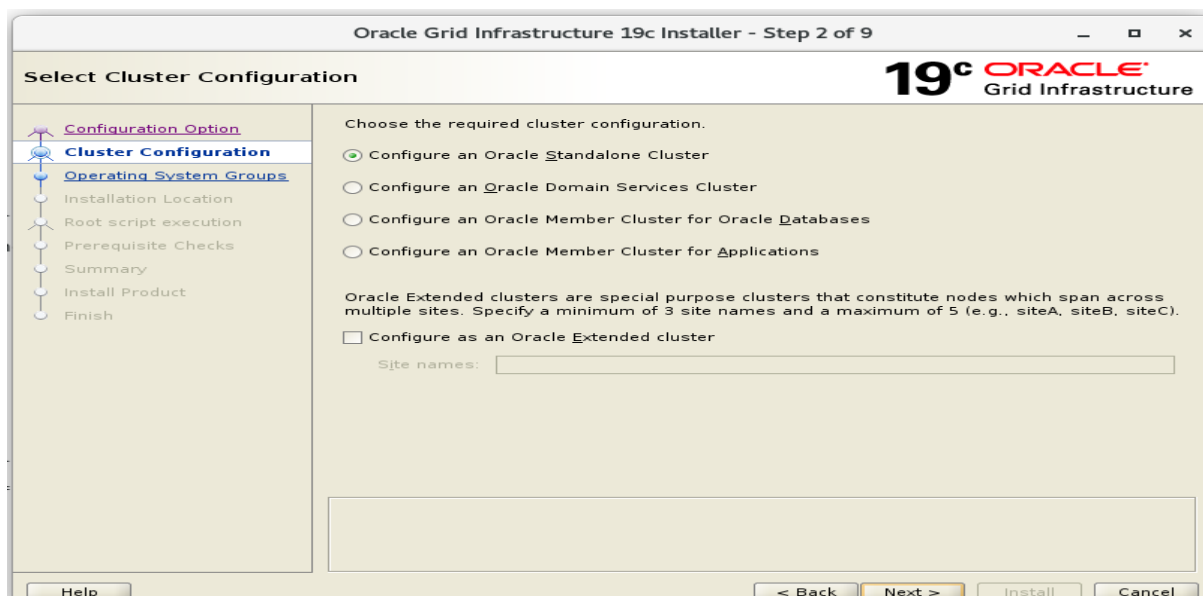 Oracle Grid Infrastructure 19c Installer - Step 2 of 9
Select Cluster Configuration
19c ORACLE
Grid Infrastructure
Configuration Option
Cluster Configuration
Operating System Groups
Installation Location
Root script execution
Prerequisite Checks
Summary
Install Product
Finish
Choose the required cluster configuration.
Configure an Oracle Standalone Cluster
Configure an Oracle Domain Services Cluster
Configure an Oracle Member Cluster for Oracle Databases
Configure an Oracle Member Cluster for Applications
Oracle Extended clusters are special purpose clusters that constitute nodes which span across
multiple sites. Specify a minimum of 3 site names and a maximum of 5 (e.g., siteA, siteB, siteC).
Configure as an Oracle Extended cluster
Site names:
Help
< Back Next > Install Cancel